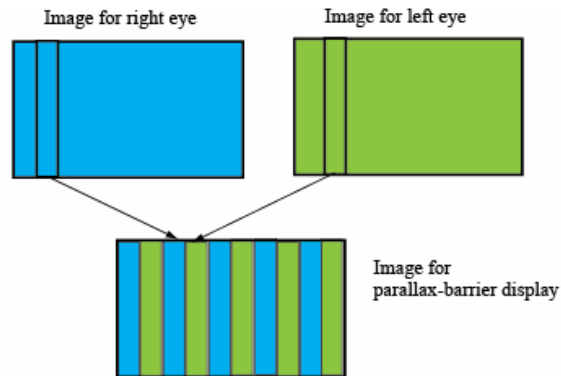 Image for right eye
Image for left eye
Image for
parallax-barrier display